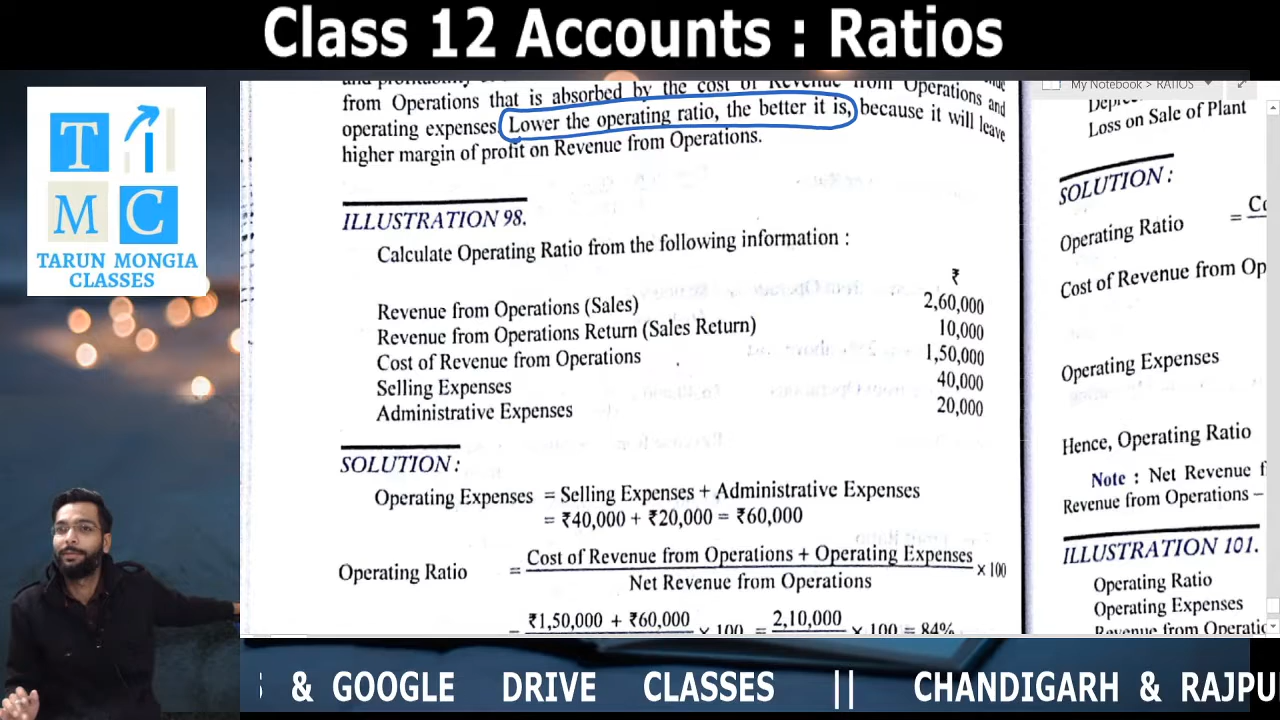 Class 12 Accounts : Ratios
T
M C
TARUN MONGIA
CLASSES
from Operations that is absorbed by the cost of Revenue from Operations and
operating expenses. Lower the operating ratio, the better it is, because it will leave
higher margin of profit on Revenue from Operations.
ILLUSTRATION 98.
Calculate Operating Ratio from the following information :
₹
Revenue from Operations (Sales) 2,60,000
Revenue from Operations Return (Sales Return) 10,000
Cost of Revenue from Operations 1,50,000
Selling Expenses 40,000
Administrative Expenses 20,000
SOLUTION :
Operating Expenses = Selling Expenses + Administrative Expenses
= ₹40,000 + ₹20,000 = ₹60,000
Operating Ratio = Cost of Revenue from Operations + Operating Expenses × 100
Net Revenue from Operations
₹1,50,000 + ₹60,000 × 100 = 2,10,000 × 100 = 84%
My Notebook > RATIOS
Loss on Sale of Plant
SOLUTION :
Operating Ratio =
Cost of Revenue from Op
Operating Expenses
Hence, Operating Ratio
Note : Net Revenue f
Revenue from Operations –
ILLUSTRATION 101.
Operating Ratio
Operating Expenses
& GOOGLE DRIVE CLASSES || CHANDIGARH & RAJPU